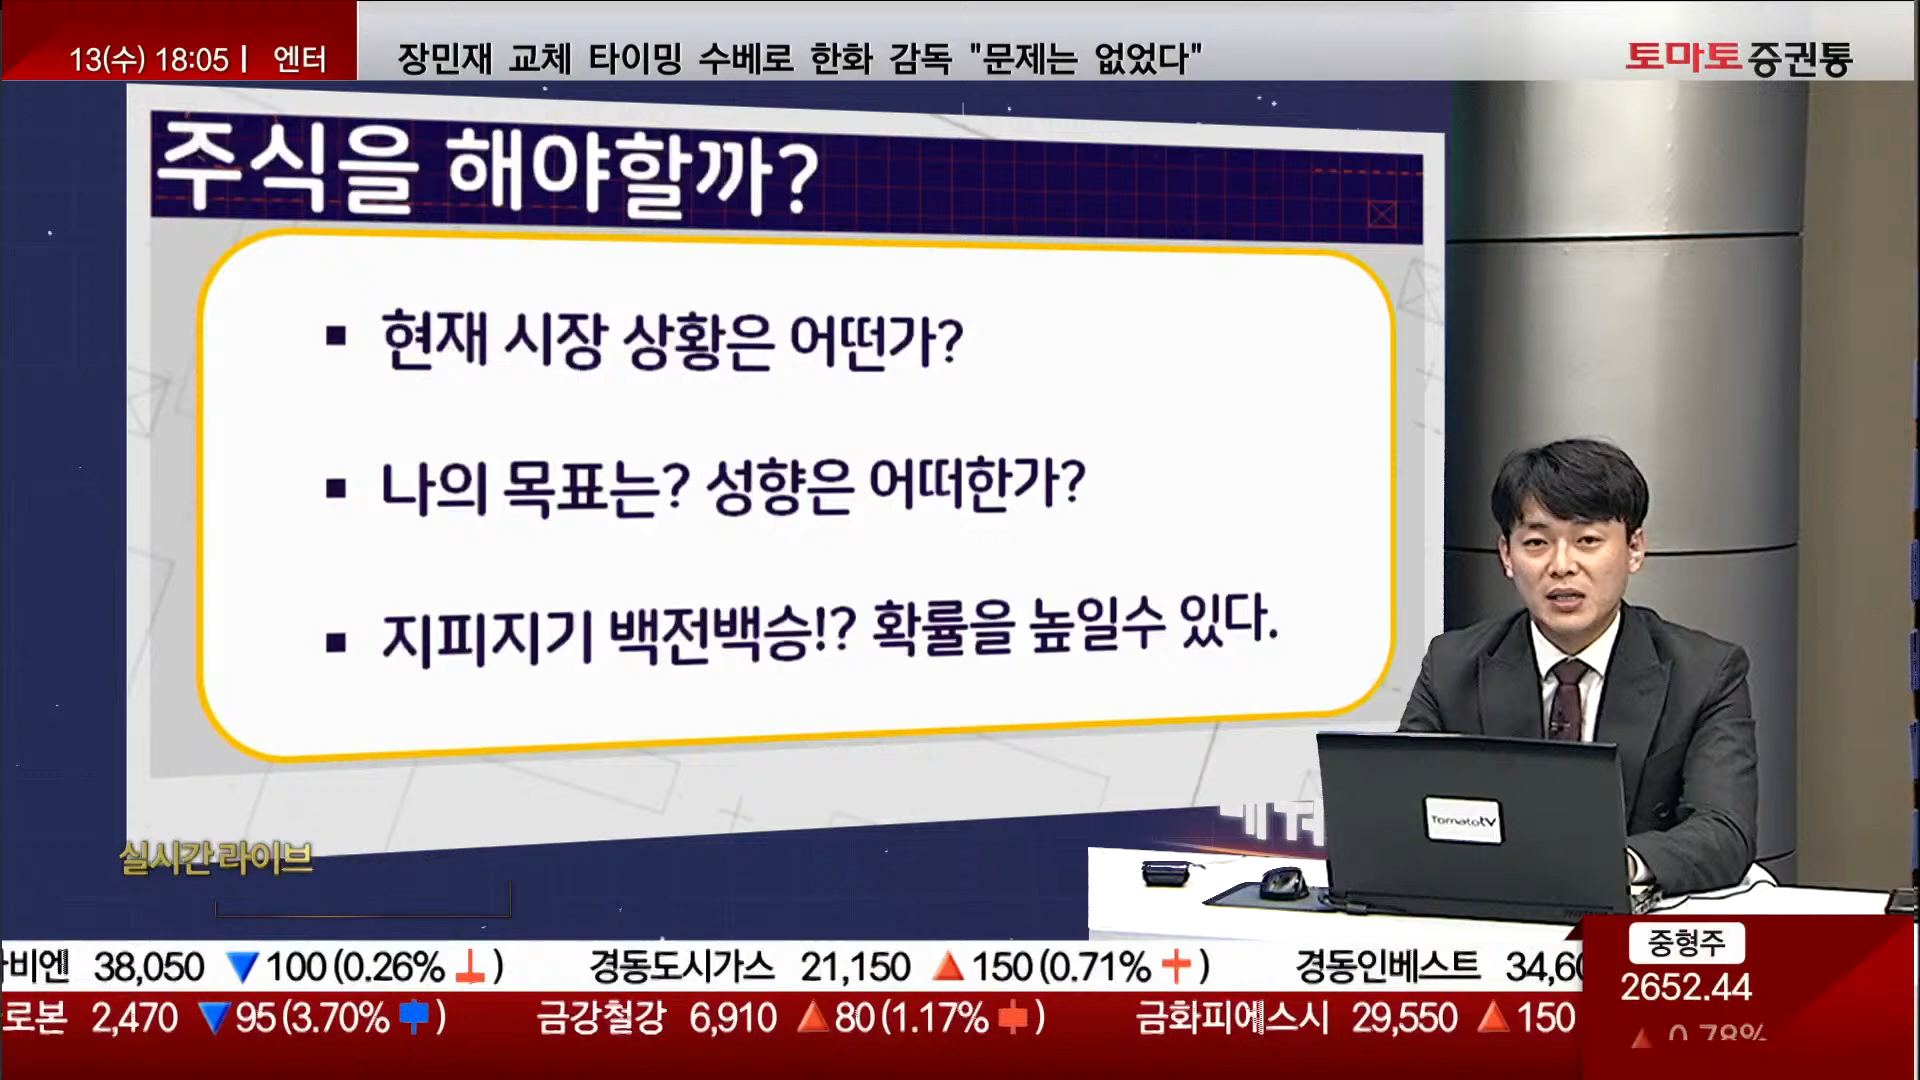 13(수) 18:05 | 엔터
장민재 교체 타이밍 수베로 한화 감독 "문제는 없었다"
토마토증권통
주식을 해야할까?
▪ 현재 시장 상황은 어떤가?
▪ 나의 목표는? 성향은 어떠한가?
▪ 지피지기 백전백승!? 확률을 높일수 있다.
TomatoTV
실시간 라이브
비엔 38,050 ▼100(0.26% ) 경동도시가스 21,150 ▲150(0.71% ) 경동인베스트 34,60
로본 2,470 ▼95(3.70% ) 금강철강 6,910 ▲80(1.17% ) 금화피에스시 29,550 ▲150
중형주
2652.44
▲ 0.78%